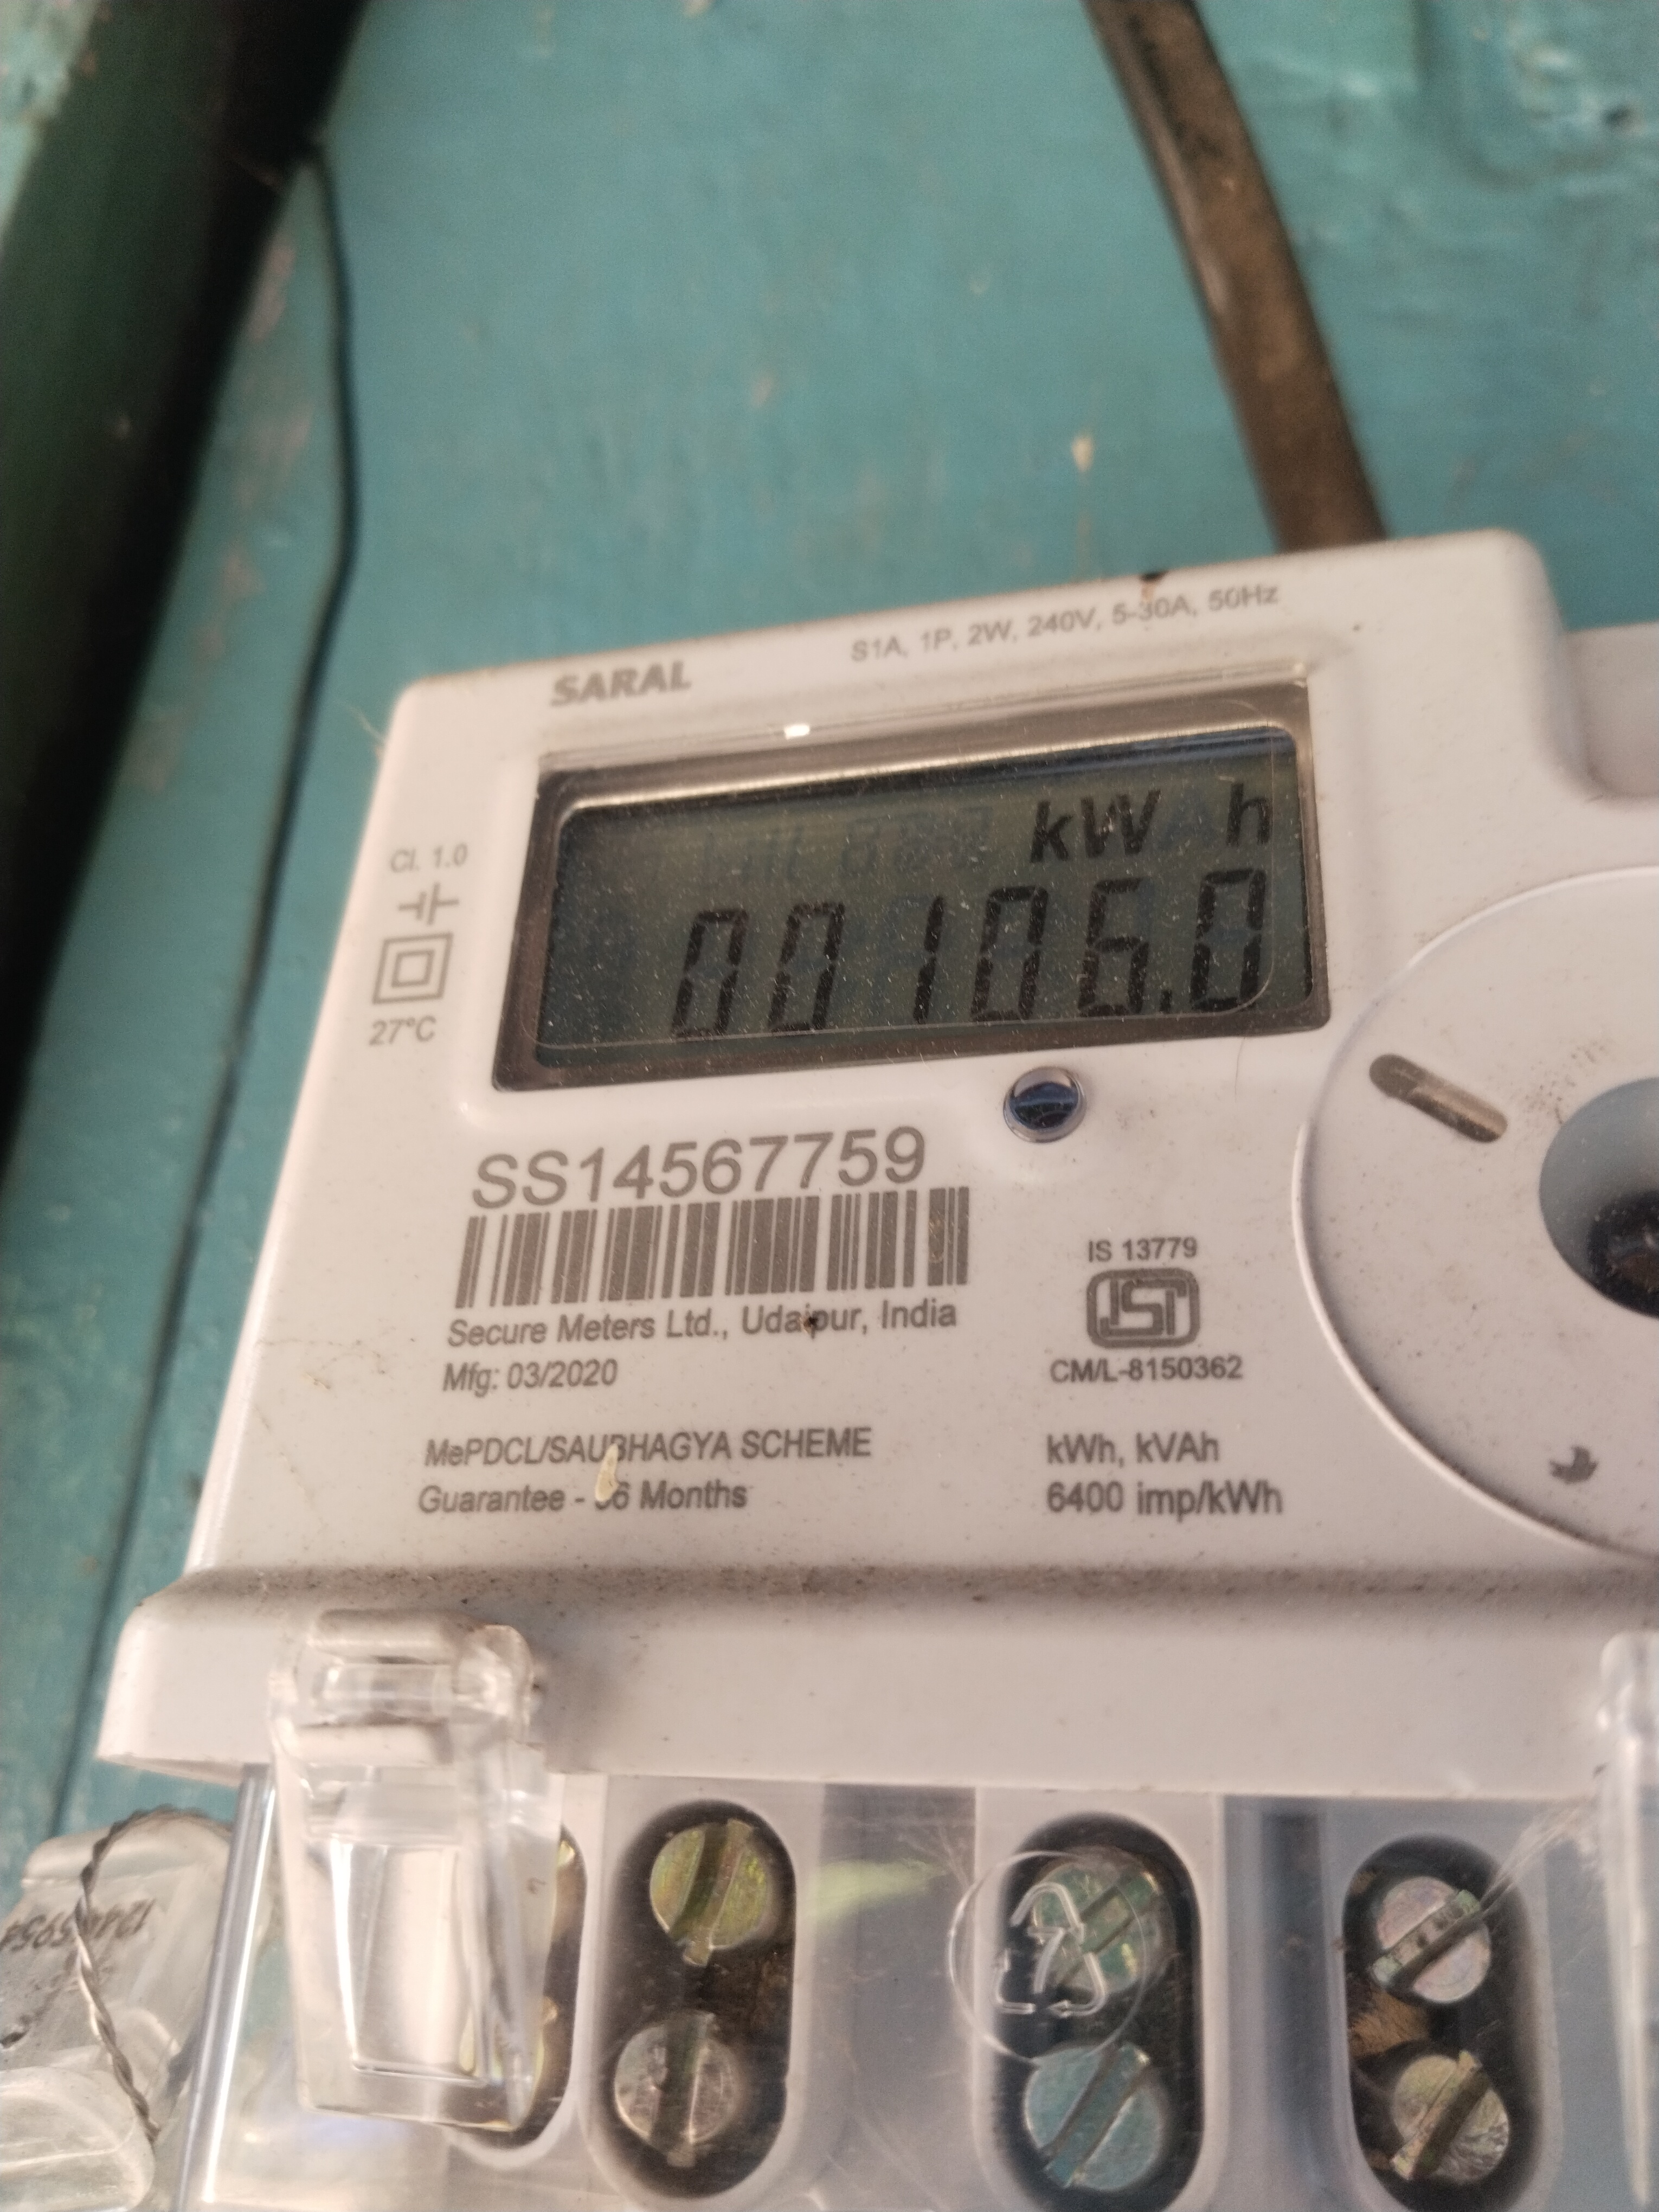 SARAL
S1A, 1P, 2W, 240V, 5-30A, 50Hz
kW h
00106.0
Cl. 1.0
27°C
SS14567759
Secure Meters Ltd., Udaipur, India
Mfg: 03/2020
IS 13779
ISI
CM/L-8150362
MePDCL/SAUBHAGYA SCHEME
Guarantee - 66 Months
kWh, kVAh
6400 imp/kWh
7